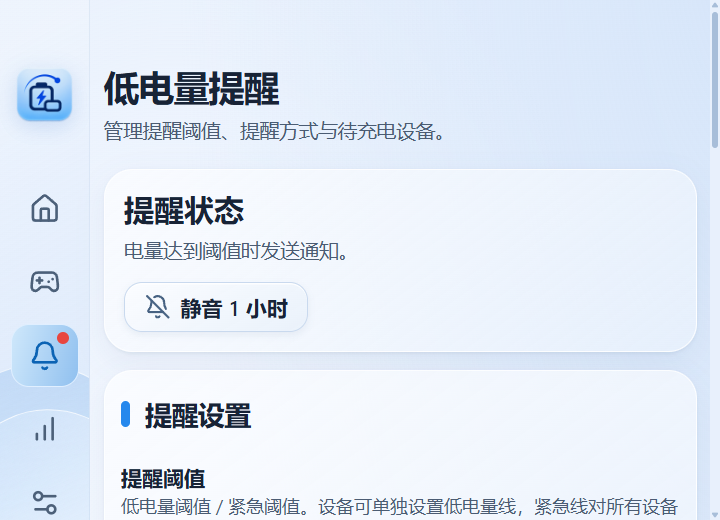 低电量提醒
管理提醒阈值、提醒方式与待充电设备。
提醒状态
电量达到阈值时发送通知。
静音 1 小时
提醒设置
提醒阈值
低电量阈值 / 紧急阈值。设备可单独设置低电量线，紧急线对所有设备